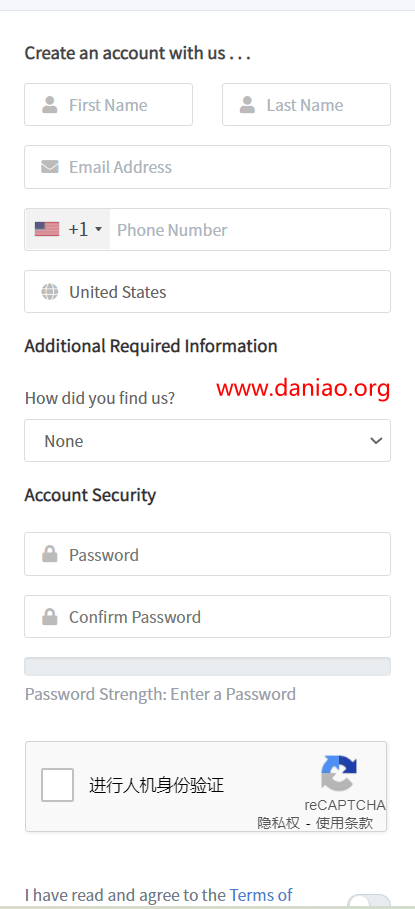 Create an account with us . . .
First Name
Last Name
Email Address
+1
Phone Number
United States
Additional Required Information
www.daniao.org
How did you find us?
None
Account Security
Password
Confirm Password
Password Strength: Enter a Password
进行人机身份验证
reCAPTCHA
隐私权 - 使用条款
I have read and agree to the Terms of